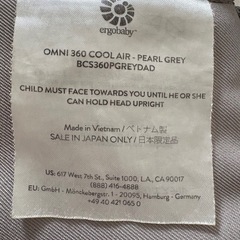 ergobaby
OMNI 360 COOL AIR - PEARL GREY
BCS360PGREYDAD
CHILD MUST FACE TOWARDS YOU UNTIL HE OR SHE
CAN HOLD HEAD UPRIGHT
Made in Vietnam / ベトナム製
SALE IN JAPAN ONLY / 日本限定品
US: 617 West 7th St., Suite 1000, L.A., CA 90017
(888) 416-4888
EU: GmbH - Mönckebergstr. 1 - 20095, Hamburg - Germany
+49 40 421 065 0